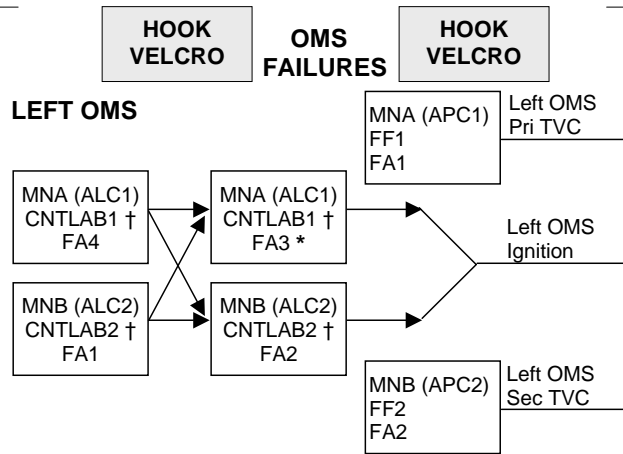 HOOK
VELCRO
OMS
FAILURES
HOOK
VELCRO
LEFT OMS
MNA (APC1)
FF1
FA1
Left OMS
Pri TVC
MNA (ALC1)
CNTLAB1 †
FA4
MNA (ALC1)
CNTLAB1 †
FA3 *
Left OMS
Ignition
MNB (ALC2)
CNTLAB2 †
FA1
MNB (ALC2)
CNTLAB2 †
FA2
MNB (APC2)
FF2
FA2
Left OMS
Sec TVC